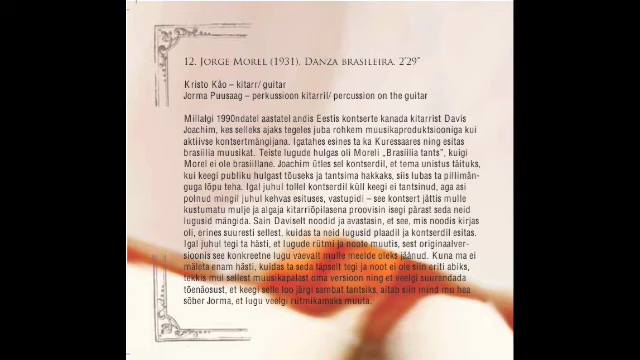 12. JORGE MOREL (1931). DANZA BRASILEIRA. 2'29"
Kristo Käo – kitarr/ guitar
Jorma Puusaag – perkussioon kitarril/ percussion on the guitar
Millalgi 1990ndatel aastatel andis Eestis kontserte kanada kitarrist Davis
Joachim, kes selleks ajaks tegeles juba rohkem muusikaproduktsiooniga kui
aktiivse kontsertmängijana. Igatahes esines ta ka Kuressaares ning esitas
brasiilia muusikat. Teiste lugude hulgas oli Moreli „Brasiilia tants", kuigi
Morel ei ole brasiillane. Joachim ütles sel kontserdil, et tema unistus täituks,
kui keegi publiku hulgast tõuseks ja tantsima hakkaks, siis lubas ta pillimän-
guga lõpu teha. Igal juhul tollel kontserdil küll keegi ei tantsinud, aga asi
polnud mingil juhul kehvas esituses, vastupidi – see kontsert jättis mulle
kustumatu mulje ja algaja kitarriõpilasena proovisin isegi pärast seda neid
lugusid mängida. Sain Daviselt noodid ja avastasin, et see, mis noodis kirjas
oli, erines suuresti sellest, kuidas ta neid lugusid plaadil ja kontserdil esitas.
Igal juhul tegi ta hästi, et lugude rütmi ja noote muutis, sest originaalver-
sioonis see konkreetne lugu vaevalt mulle meelde oleks jäänud. Kuna ma ei
mäleta enam hästi, kuidas ta seda täpselt tegi ja noot ei ole siin eriti abiks,
tekkis mul sellest muusikapalast oma versioon ning et veelgi suurendada
tõenäosust, et keegi selle loo järgi sambat tantsiks, aitab siin mind mu hea
sõber Jorma, et lugu veelgi rütmikamaks muuta.